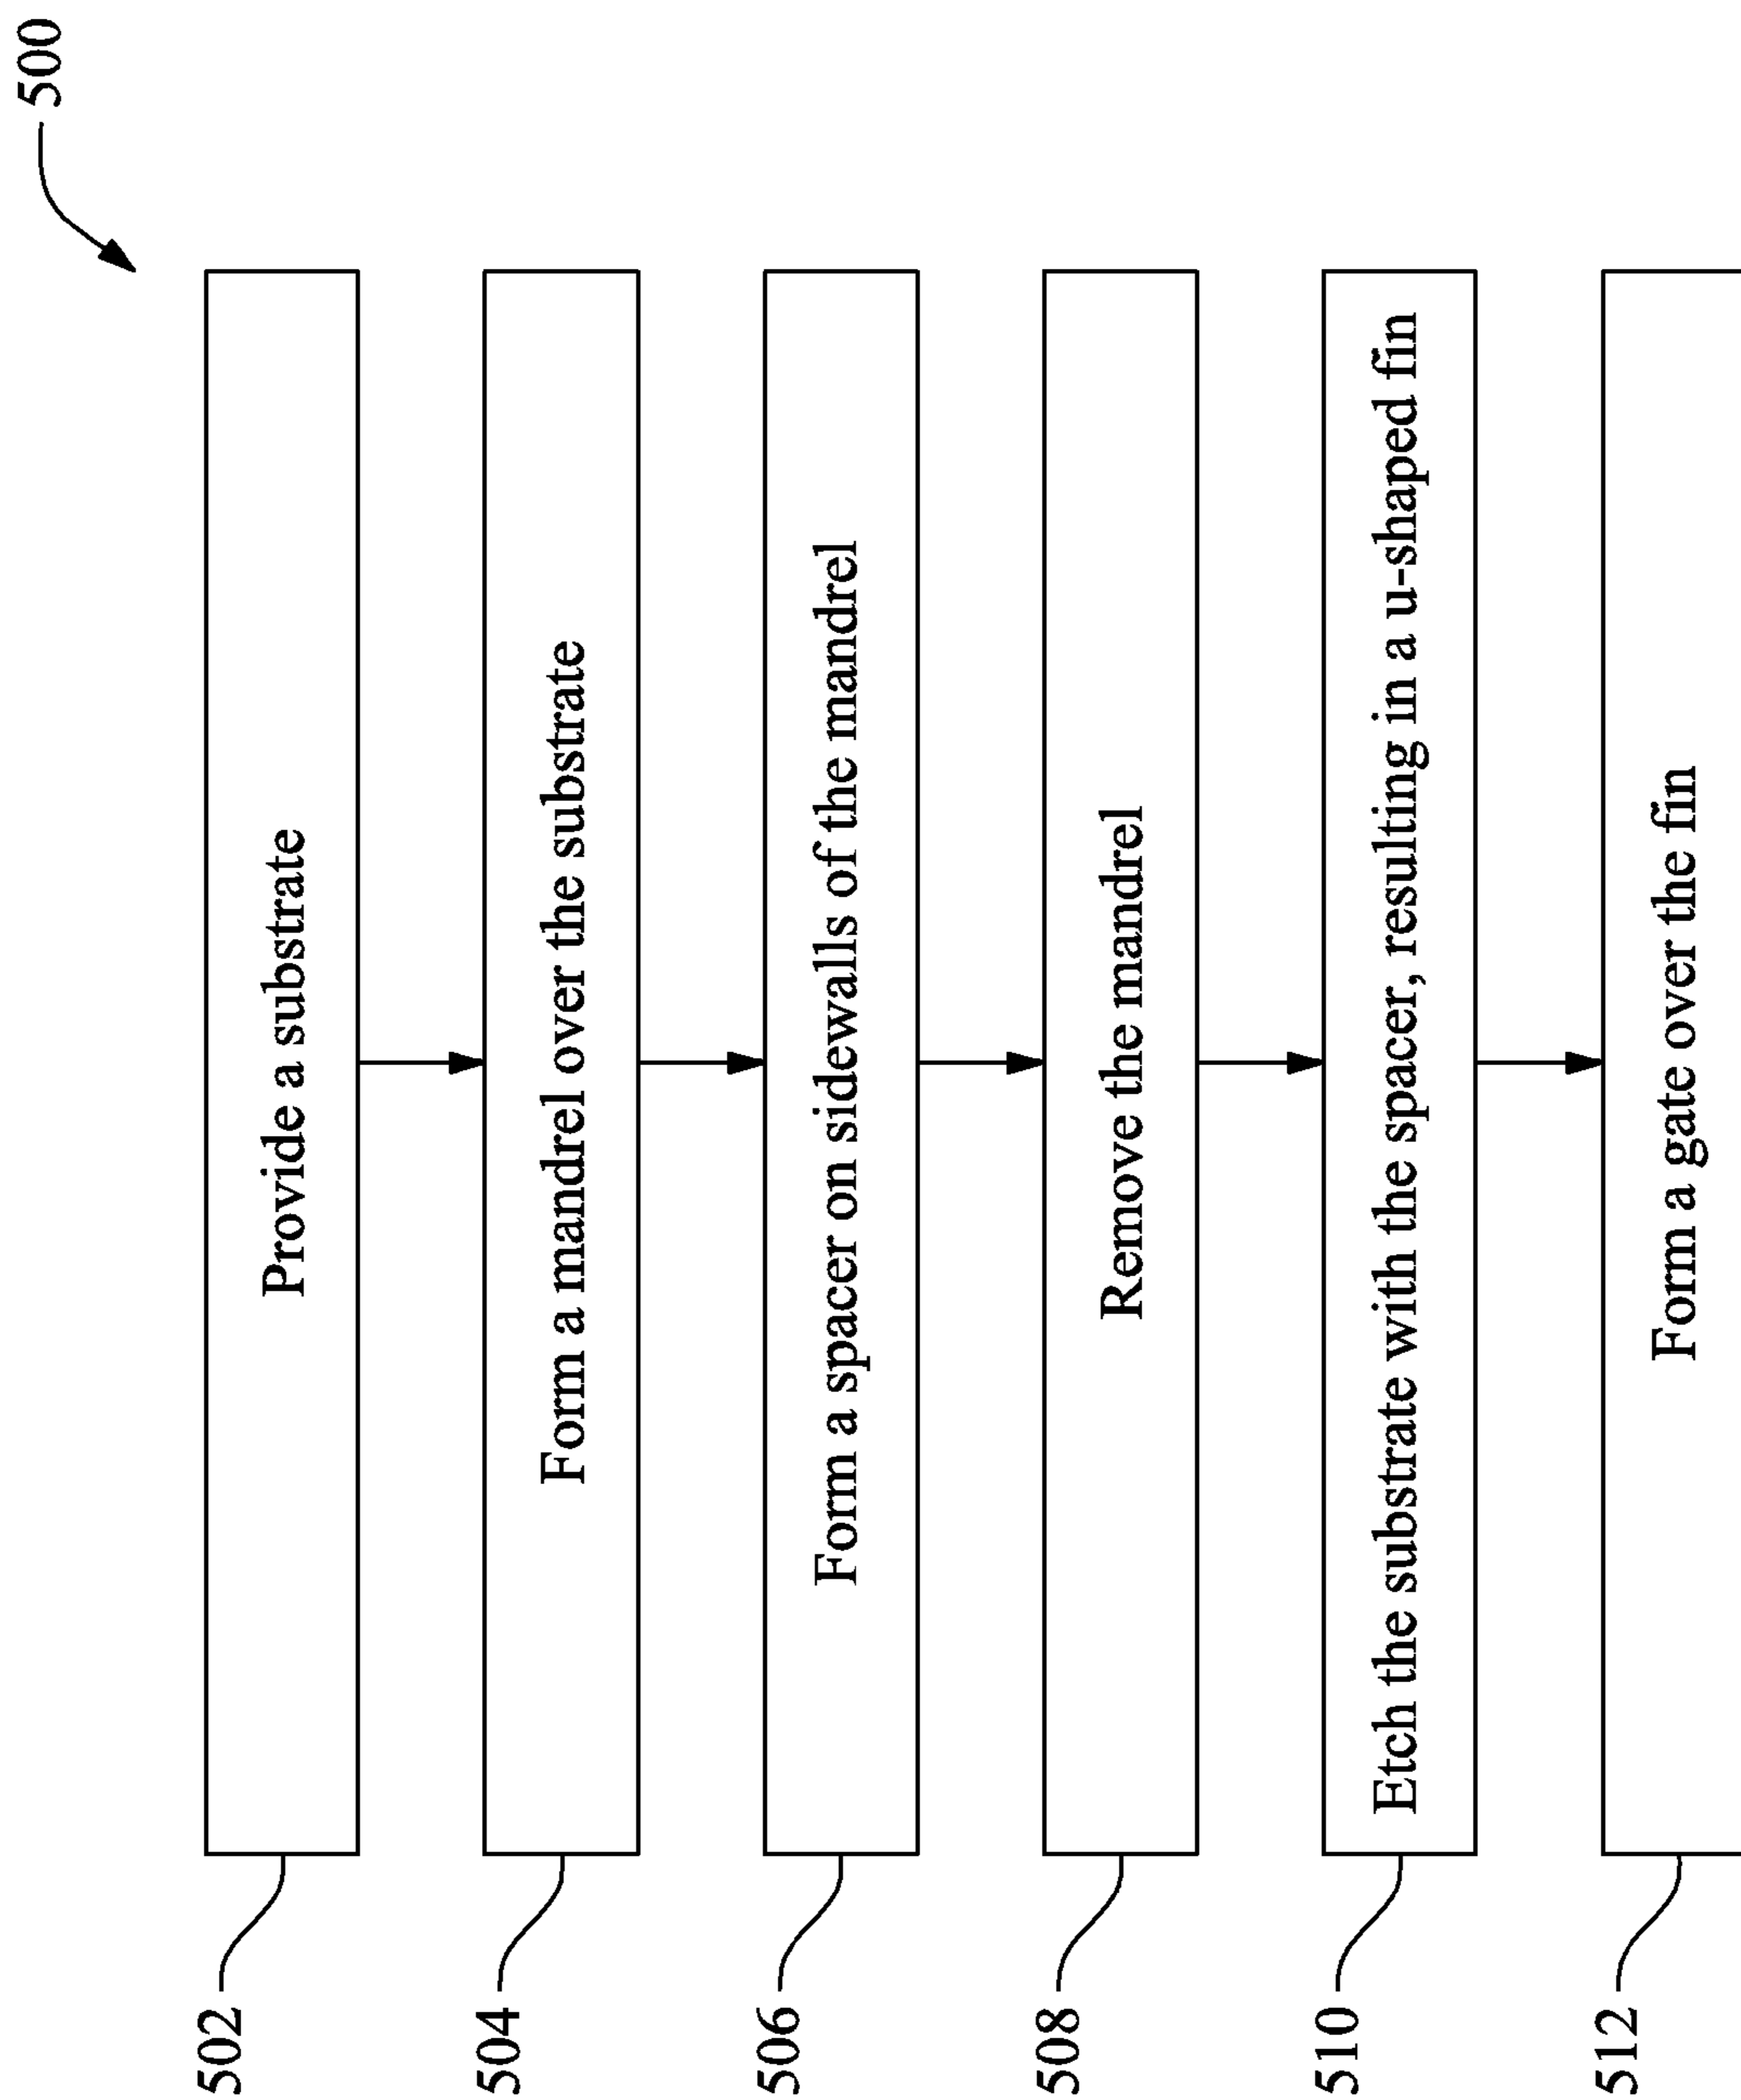 500
502
Provide a substrate
504
Form a mandrel over the substrate
506
Form a spacer on sidewalls of the mandrel
508
Remove the mandrel
510
Etch the substrate with the spacer, resulting in a u-shaped fin
512
Form a gate over the fin